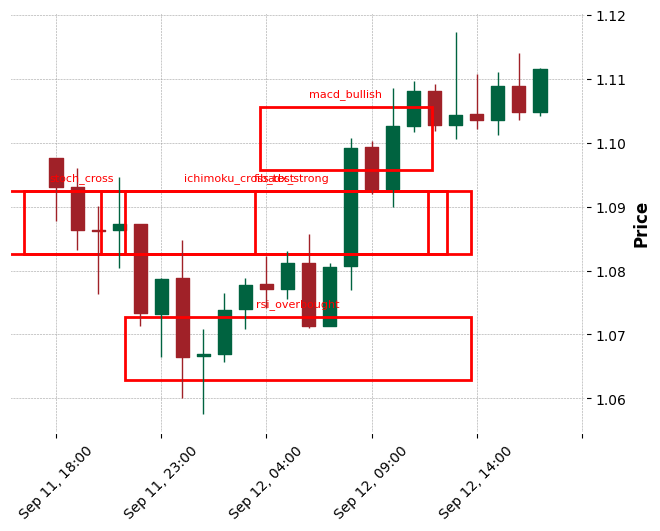 1.12
1.11
macd_bullish
1.10
1.09
1.08
Price
rsi_overbought
1.07
1.06
Sep 11, 18:00
Sep 11, 23:00
Sep 12, 04:00
Sep 12, 09:00
Sep 12, 14:00